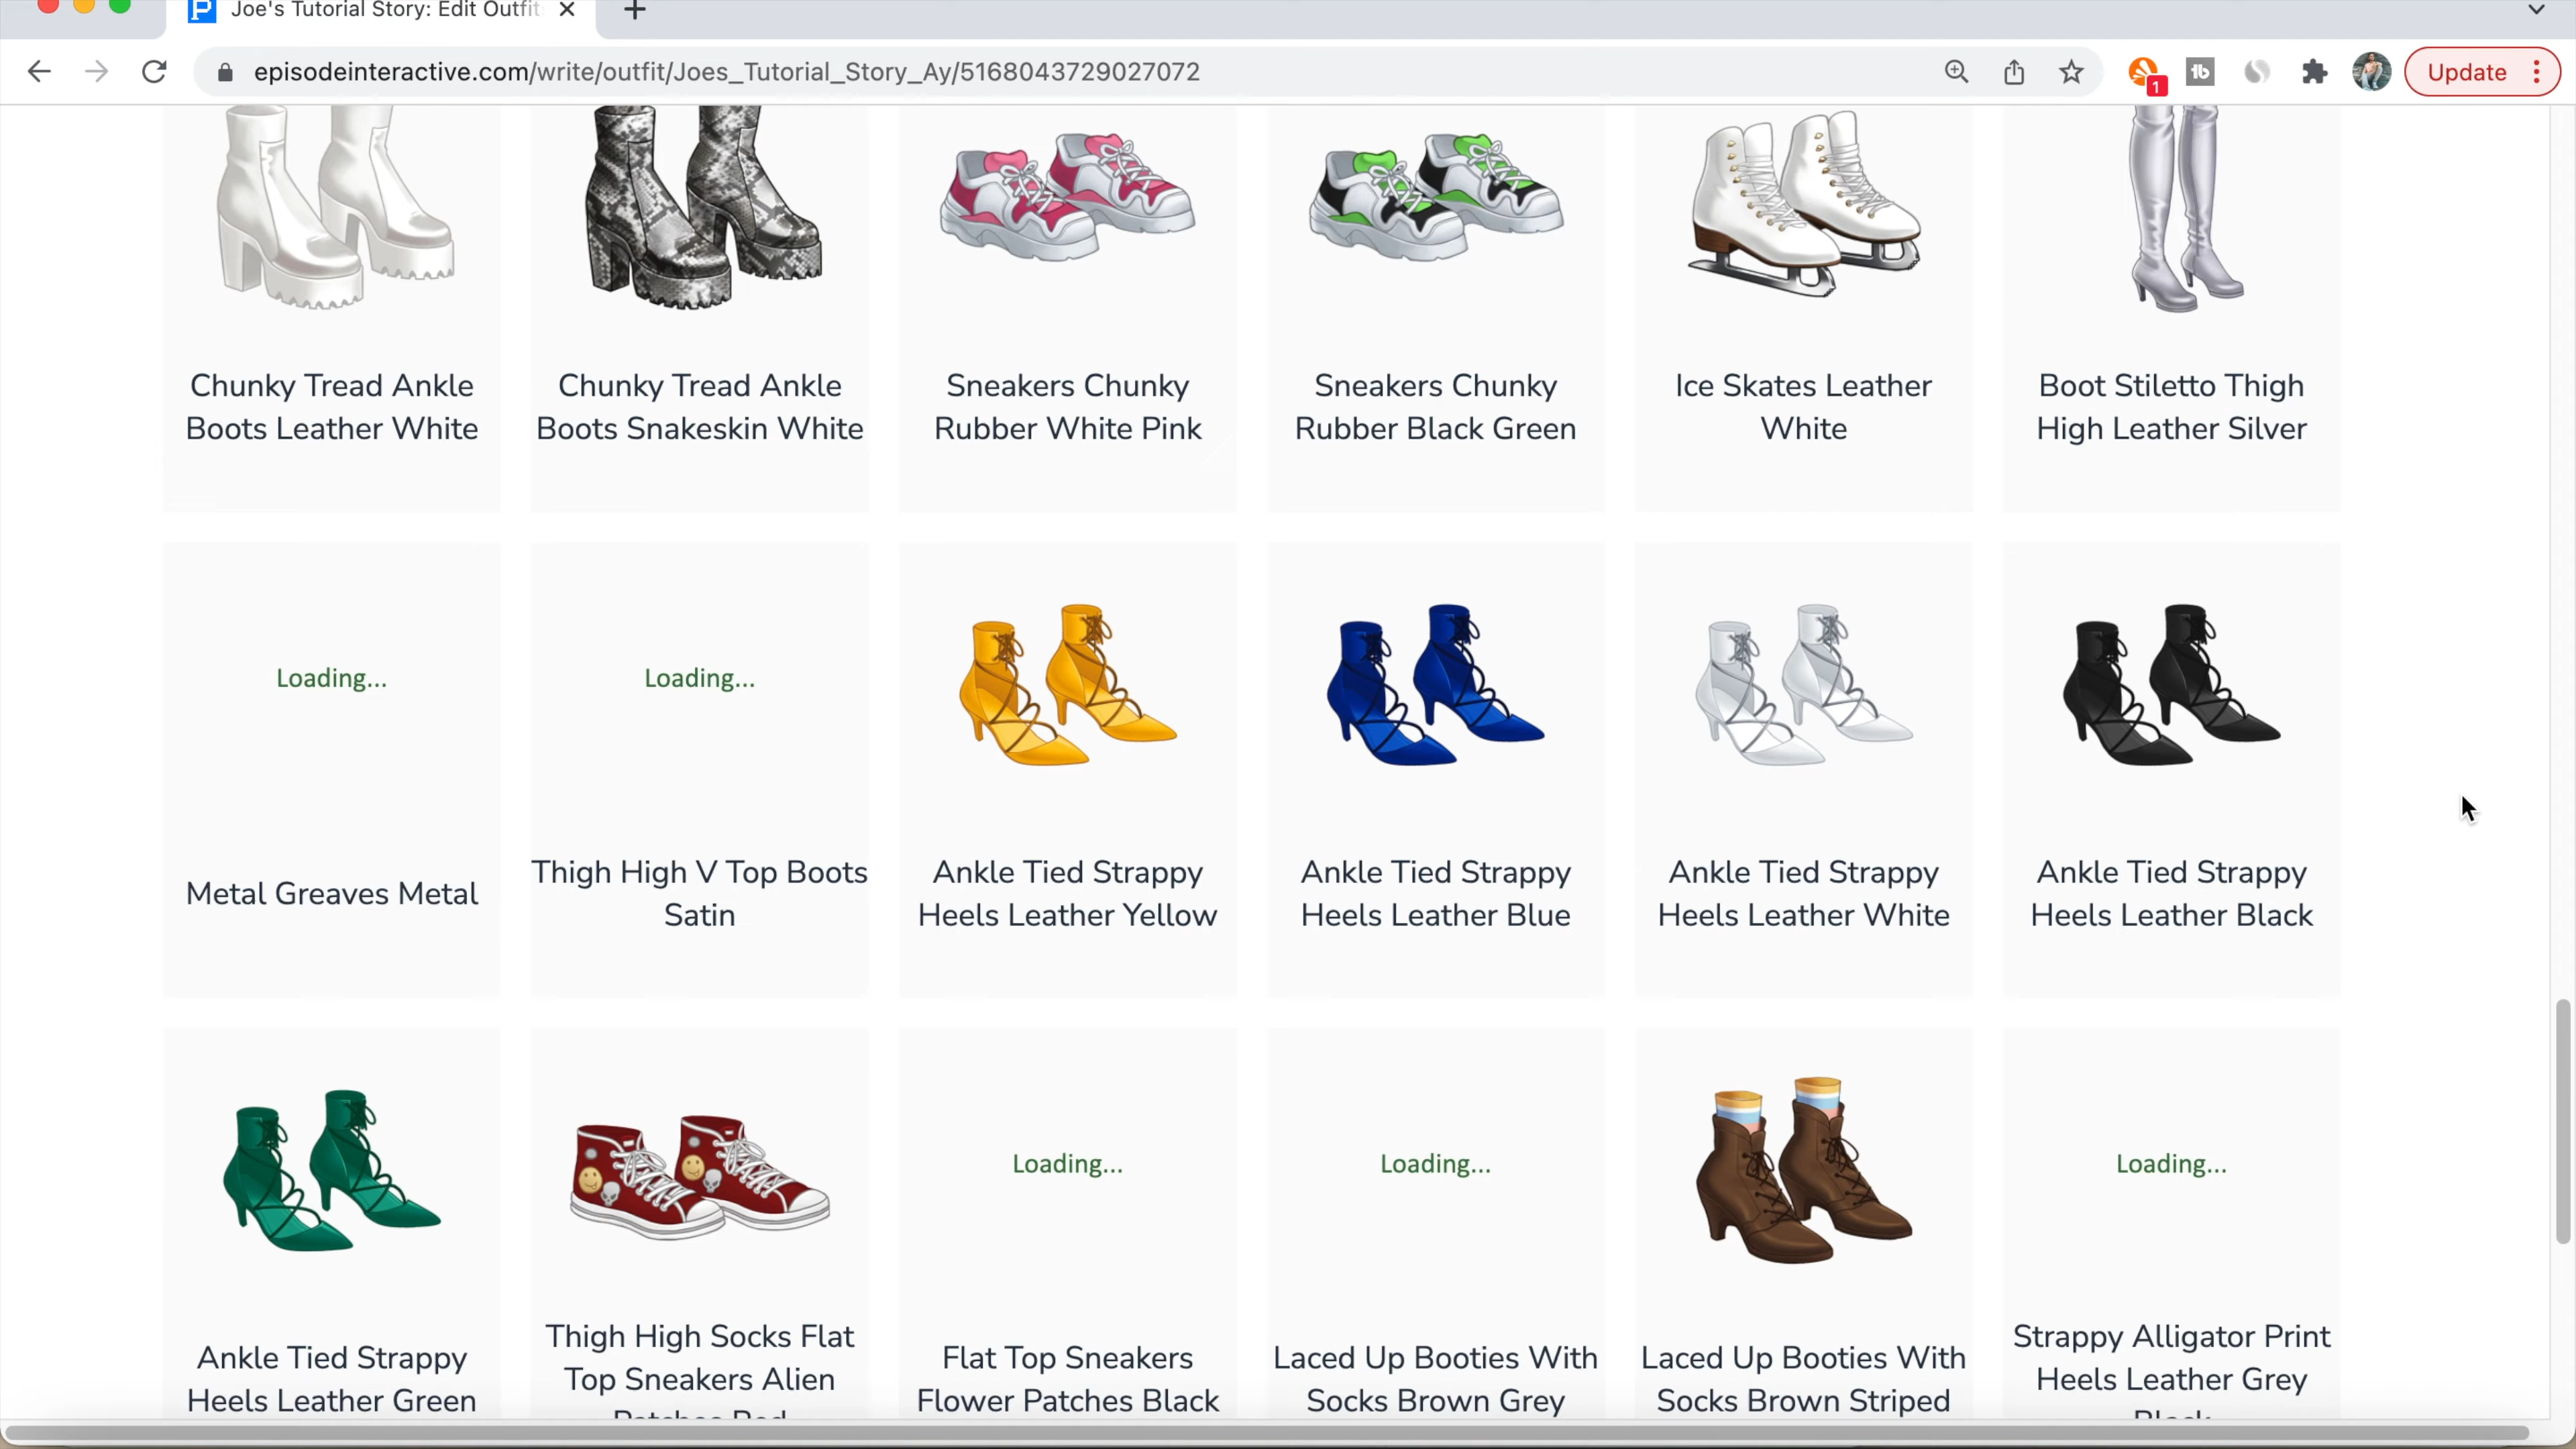 Joe's Tutorial Story: Edit Outfit
episodeinteractive.com/write/outfit/Joes_Tutorial_Story_Ay/5168043729027072
1
tb
Update
Chunky Tread Ankle
Boots Leather White
Chunky Tread Ankle
Boots Snakeskin White
Sneakers Chunky
Rubber White Pink
Sneakers Chunky
Rubber Black Green
Ice Skates Leather
White
Boot Stiletto Thigh
High Leather Silver
Loading...
Metal Greaves Metal
Loading...
Thigh High V Top Boots
Satin
Ankle Tied Strappy
Heels Leather Yellow
Ankle Tied Strappy
Heels Leather Blue
Ankle Tied Strappy
Heels Leather White
Ankle Tied Strappy
Heels Leather Black
Ankle Tied Strappy
Heels Leather Green
Thigh High Socks Flat
Top Sneakers Alien
Patches Red
Loading...
Flat Top Sneakers
Flower Patches Black
Loading...
Laced Up Booties With
Socks Brown Grey
Laced Up Booties With
Socks Brown Striped
Loading...
Strappy Alligator Print
Heels Leather Grey
Black